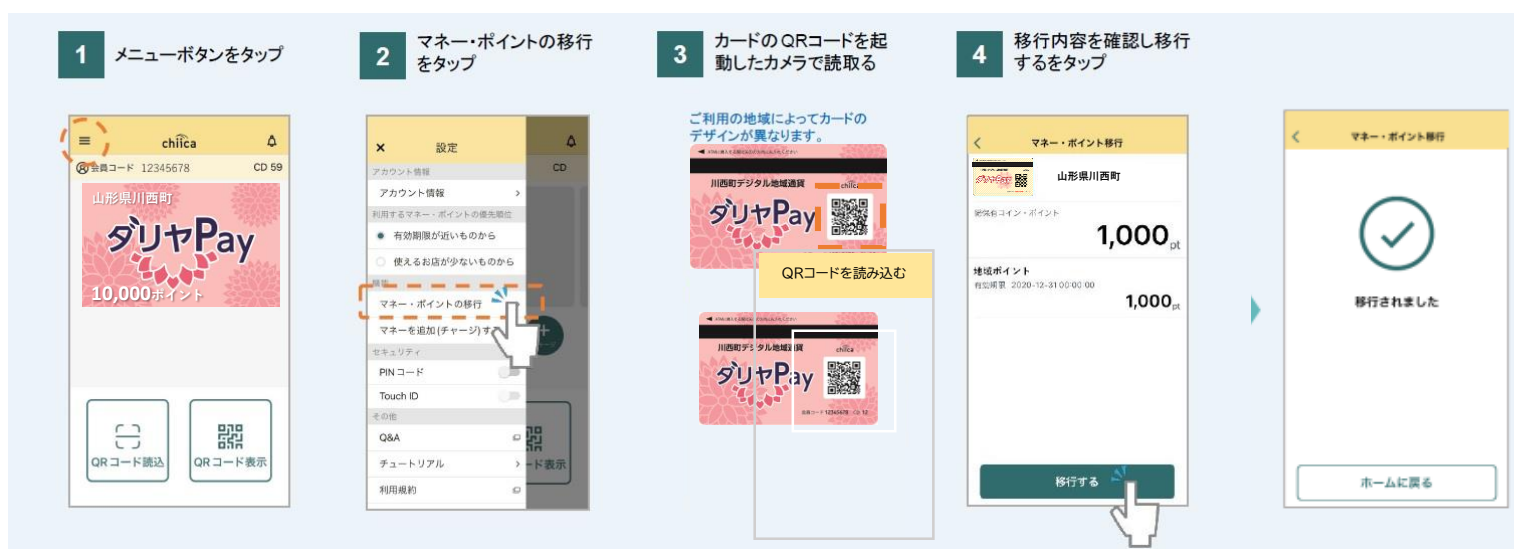 1
メニューボタンをタップ
chiica
会員コード 12345678
CD 59
山形県川西町
ダリヤPay
10,000ポイント
QRコード読込
QRコード表示
2
マネー・ポイントの移行
をタップ
× 設定
CD
アカウント情報
アカウント情報
利用するマネー・ポイントの優先順位
有効期限が近いものから
使えるお店が少ないものから
マネー・ポイントの移行
マネーを追加(チャージ)す
セキュリティ
PINコード
Touch ID
その他
Q&A
チュートリアル
利用規約
ード表示
3
カードのQRコードを起
動したカメラで読取る
ご利用の地域によってカードの
デザインが異なります。
川西町デジタル地域通貨
chiica
ダリヤPay
QRコードを読み込む
川西町デジタル地域通貨
chiica
ダリヤPay
会員コード 12345678 CD 12
4
移行内容を確認し移行
するをタップ
マネー・ポイント移行
山形県川西町
1,000pt
地域ポイント
有効期限 2020-12-31 00:00:00
1,000pt
移行する
マネー・ポイント移行
移行されました
ホームに戻る